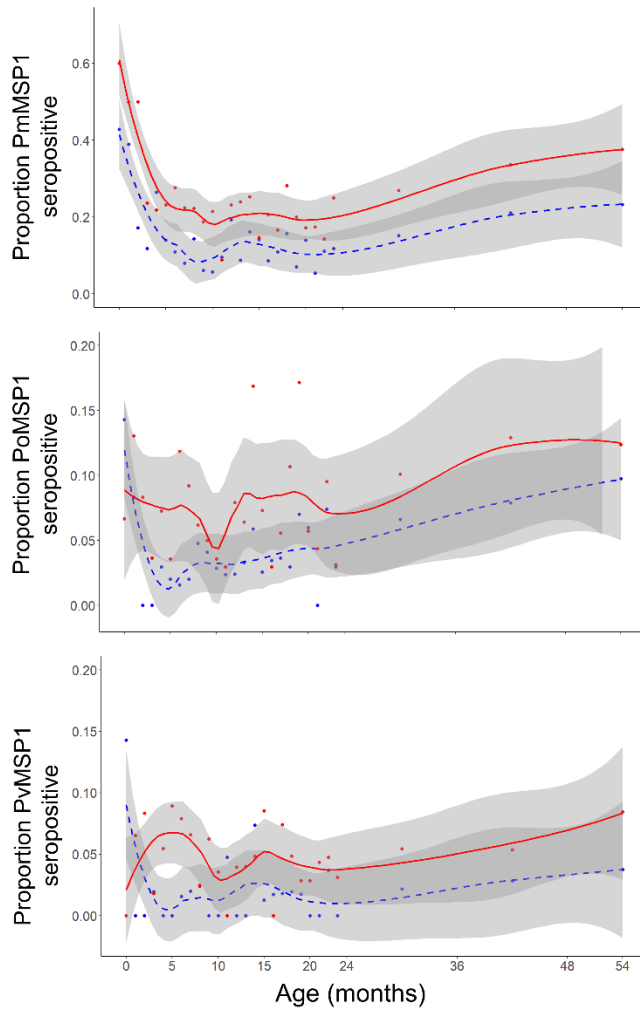 Proportion PmMSP1
seropositive
0.6
0.4
0.2
0.0
Proportion PoMSP1
seropositive
0.20
0.15
0.10
0.05
0.00
Proportion PvMSP1
seropositive
0.20
0.15
0.10
0.05
0.00
0 5 10 15 20 24 36 48 54
Age (months)